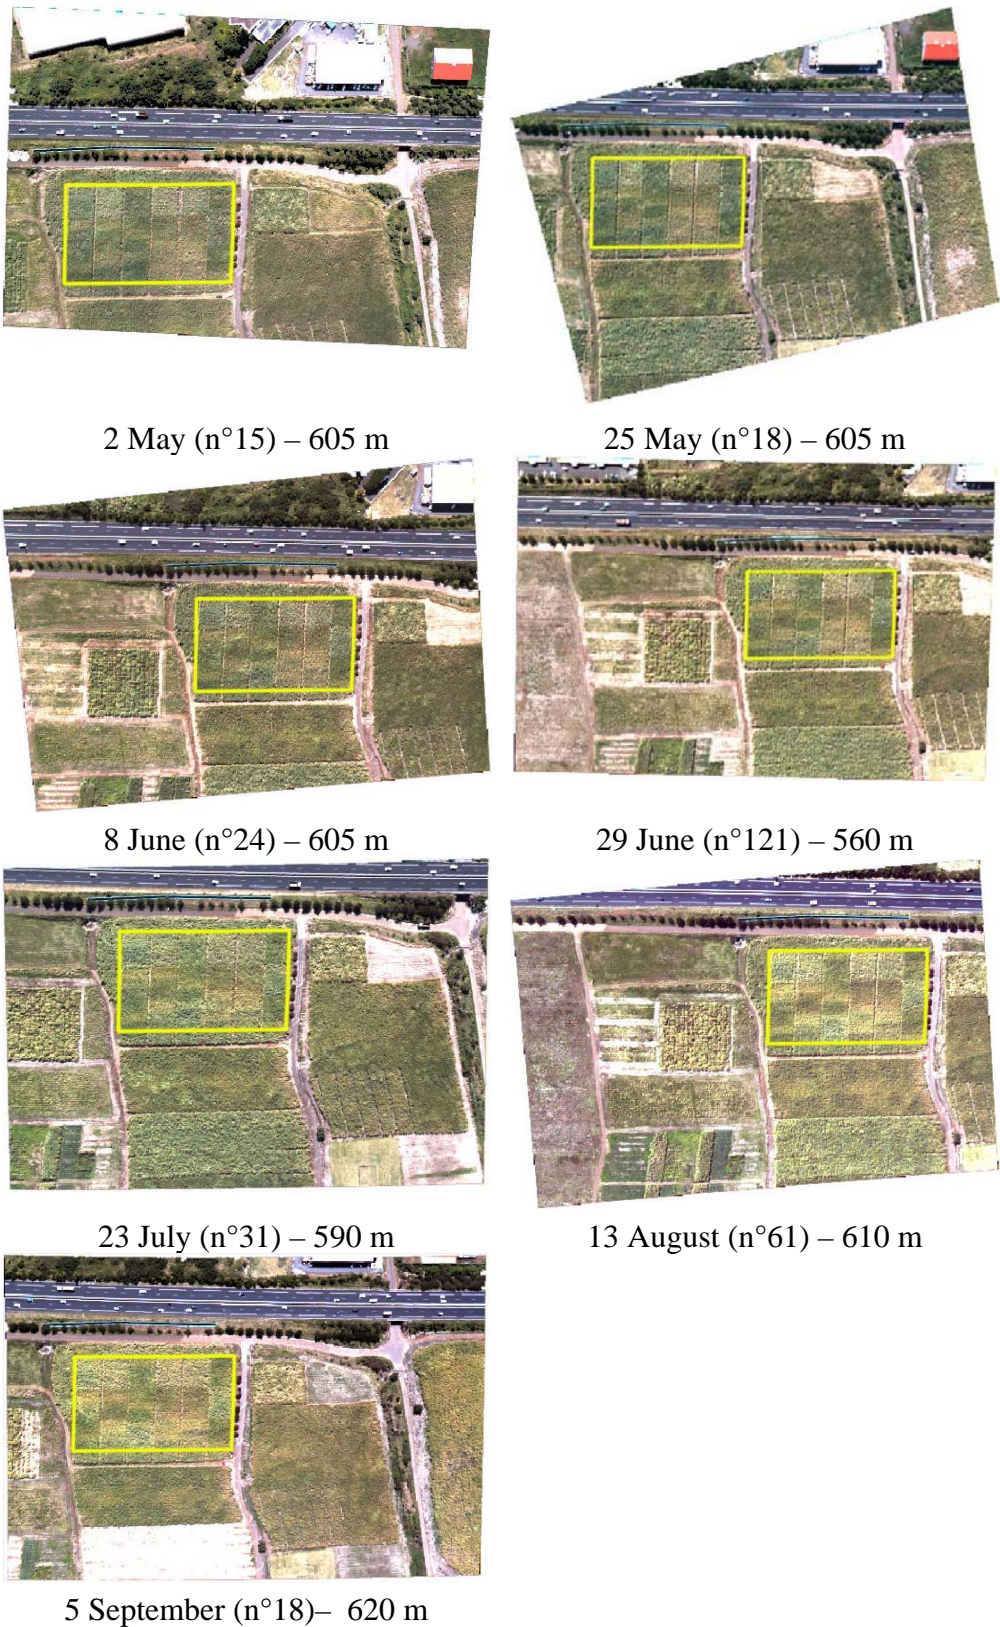 2 May (n°15) – 605 m
25 May (n°18) – 605 m
8 June (n°24) – 605 m
29 June (n°121) – 560 m
23 July (n°31) – 590 m
13 August (n°61) – 610 m
5 September (n°18)– 620 m